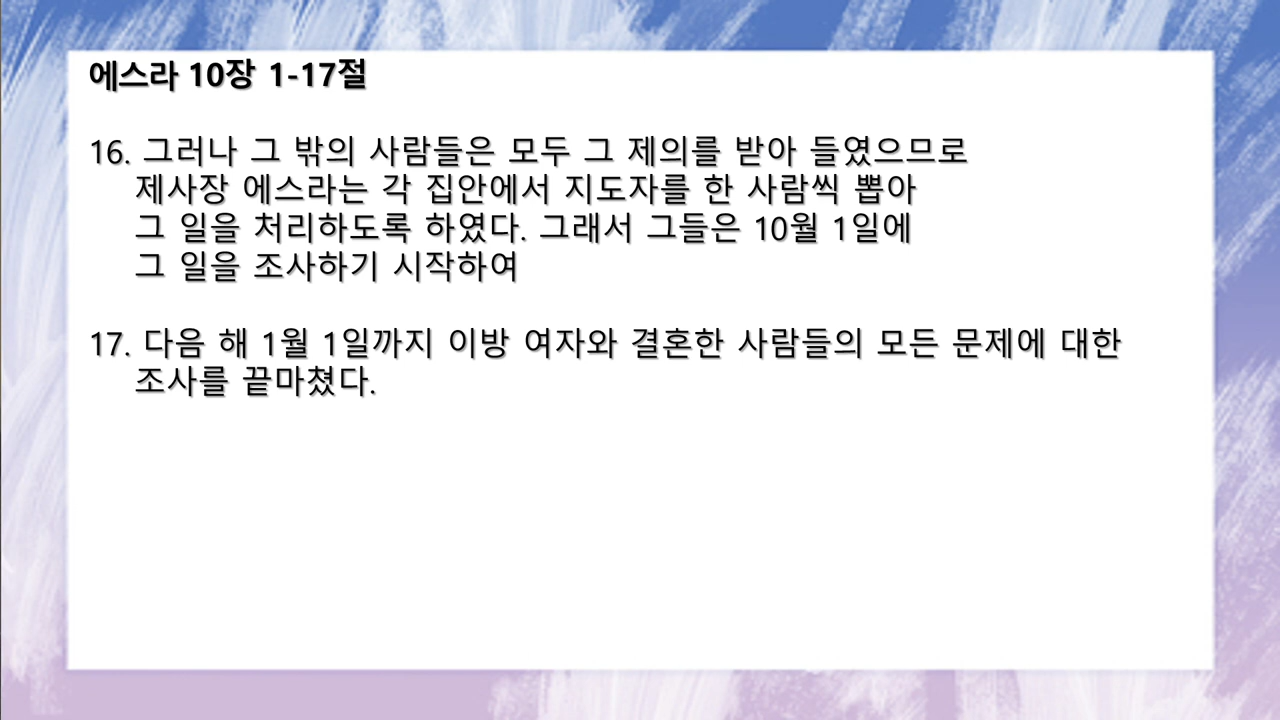 에스라 10장 1-17절
16. 그러나 그 밖의 사람들은 모두 그 제의를 받아 들였으므로
제사장 에스라는 각 집안에서 지도자를 한 사람씩 뽑아
그 일을 처리하도록 하였다. 그래서 그들은 10월 1일에
그 일을 조사하기 시작하여
17. 다음 해 1월 1일까지 이방 여자와 결혼한 사람들의 모든 문제에 대한
조사를 끝마쳤다.